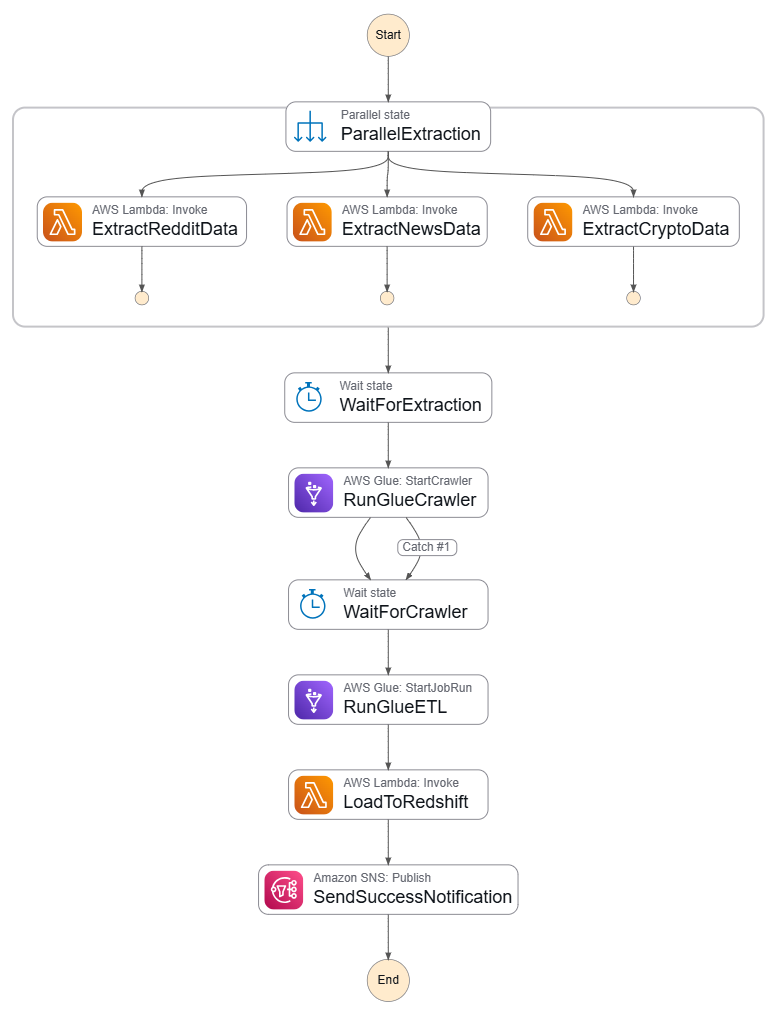 Start
Parallel state
ParallelExtraction
AWS Lambda: Invoke
ExtractRedditData
AWS Lambda: Invoke
ExtractNewsData
AWS Lambda: Invoke
ExtractCryptoData
Wait state
WaitForExtraction
AWS Glue: StartCrawler
RunGlueCrawler
Catch #1
Wait state
WaitForCrawler
AWS Glue: StartJobRun
RunGlueETL
AWS Lambda: Invoke
LoadToRedshift
Amazon SNS: Publish
SendSuccessNotification
End